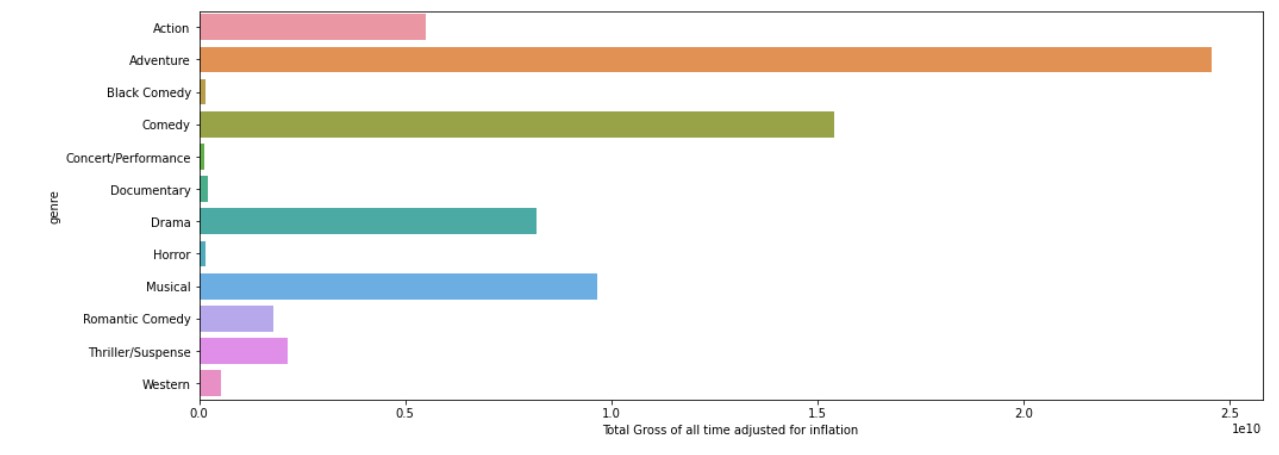 Action
Adventure
Black Comedy
Comedy
Concert/Performance
Documentary
Drama
Horror
Musical
Romantic Comedy
Thriller/Suspense
Western
genre
0.0 0.5 1.0 1.5 2.0 2.5
1e10
Total Gross of all time adjusted for inflation